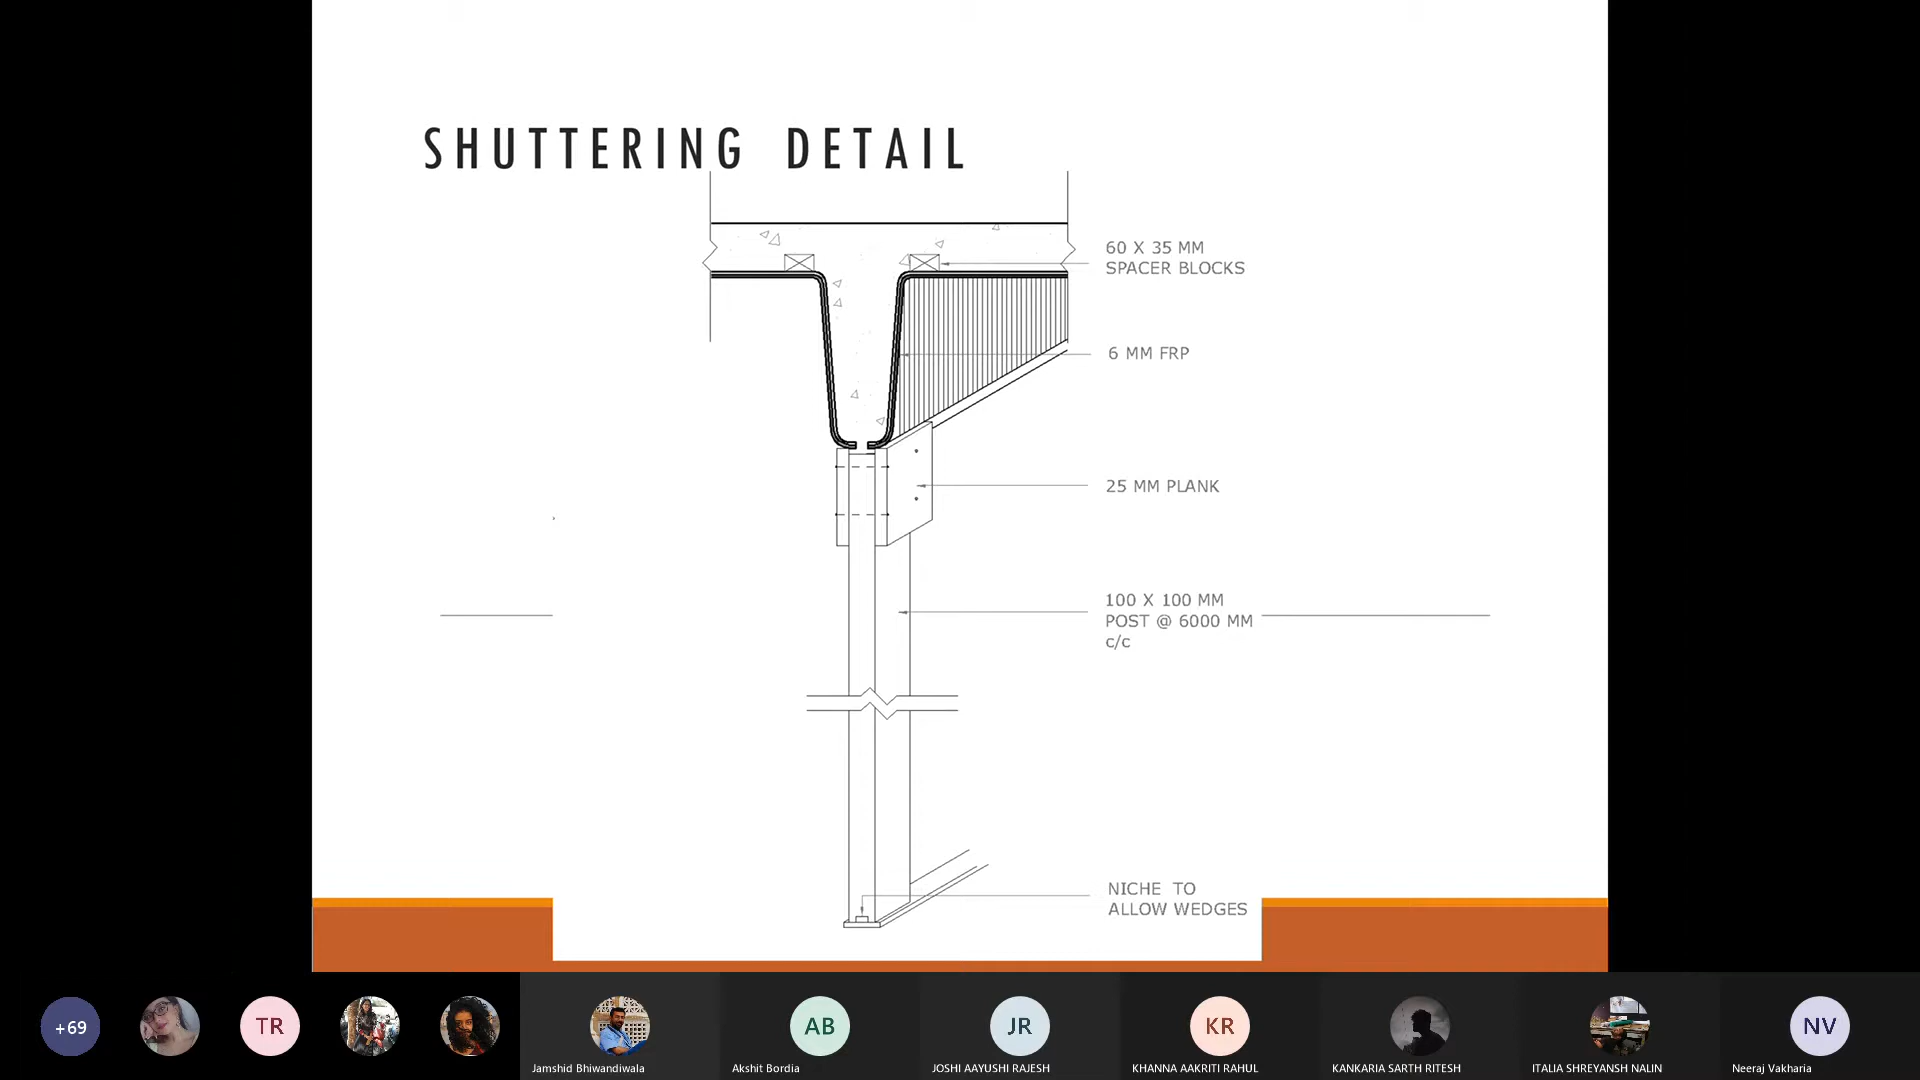 SHUTTERING DETAIL
60 X 35 MM
SPACER BLOCKS
6 MM FRP
25 MM PLANK
100 X 100 MM
POST @ 6000 MM
c/c
NICHE TO
ALLOW WEDGES
+69
TR
AB
JR
KR
NV
Jamshid Bhiwandiwala
Akshit Bordia
JOSHI AAYUSHI RAJESH
KHANNA AAKRITI RAHUL
KANKARIA SARTH RITESH
ITALIA SHREYANSH NALIN
Neeraj Vakharia